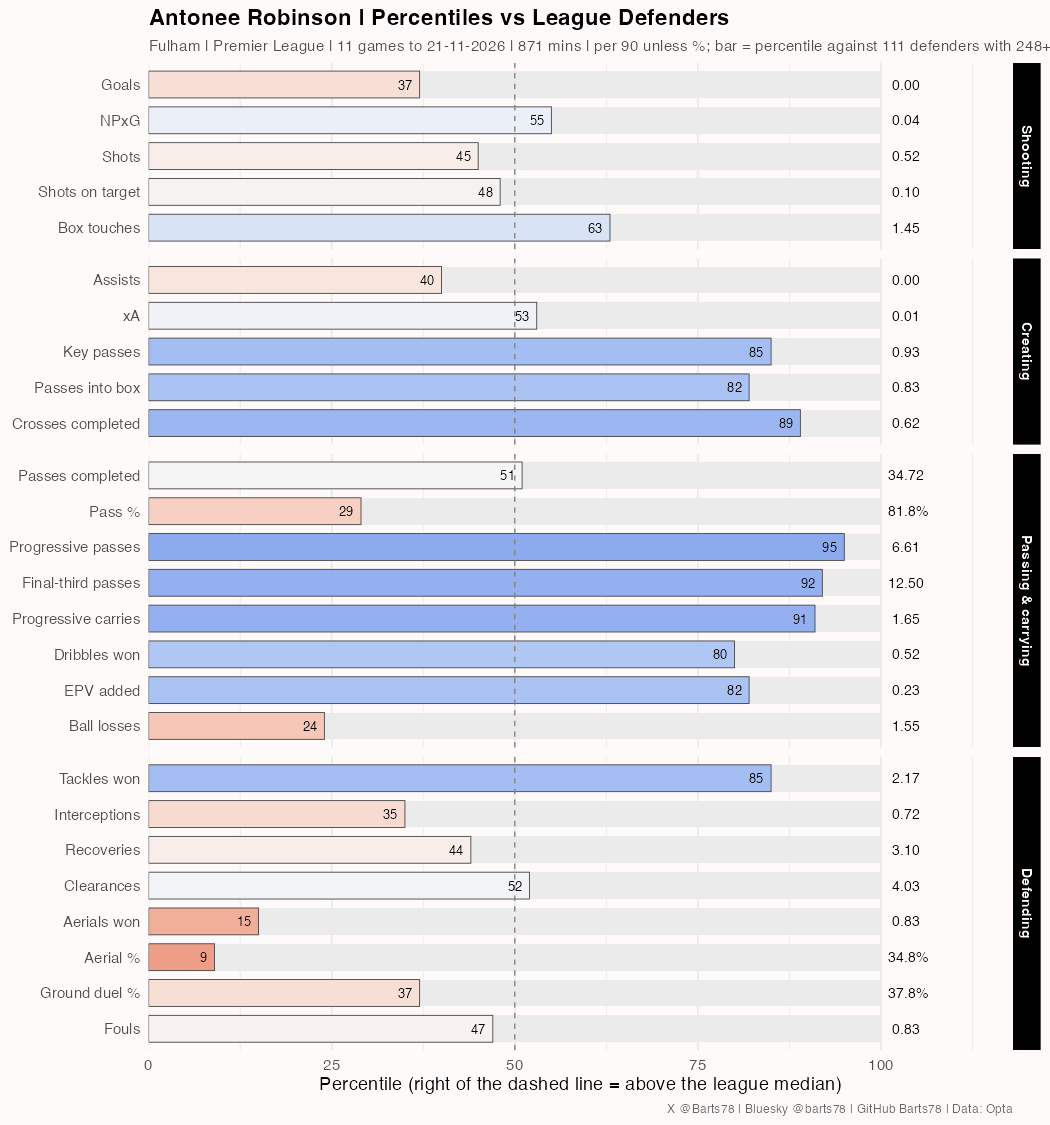 Antonee Robinson | Percentiles vs League Defenders
Fulham | Premier League | 11 games to 21-11-2026 | 871 mins | per 90 unless %; bar = percentile against 111 defenders with 248+
Shooting
Goals 37 0.00
NPxG 55 0.04
Shots 45 0.52
Shots on target 48 0.10
Box touches 63 1.45
Creating
Assists 40 0.00
xA 53 0.01
Key passes 85 0.93
Passes into box 82 0.83
Crosses completed 89 0.62
Passing & carrying
Passes completed 51 34.72
Pass % 29 81.8%
Progressive passes 95 6.61
Final-third passes 92 12.50
Progressive carries 91 1.65
Dribbles won 80 0.52
EPV added 82 0.23
Ball losses 24 1.55
Defending
Tackles won 85 2.17
Interceptions 35 0.72
Recoveries 44 3.10
Clearances 52 4.03
Aerials won 15 0.83
Aerial % 9 34.8%
Ground duel % 37 37.8%
Fouls 47 0.83
0 25 50 75 100
Percentile (right of the dashed line = above the league median)
X @Barts78 | Bluesky @barts78 | GitHub Barts78 | Data: Opta